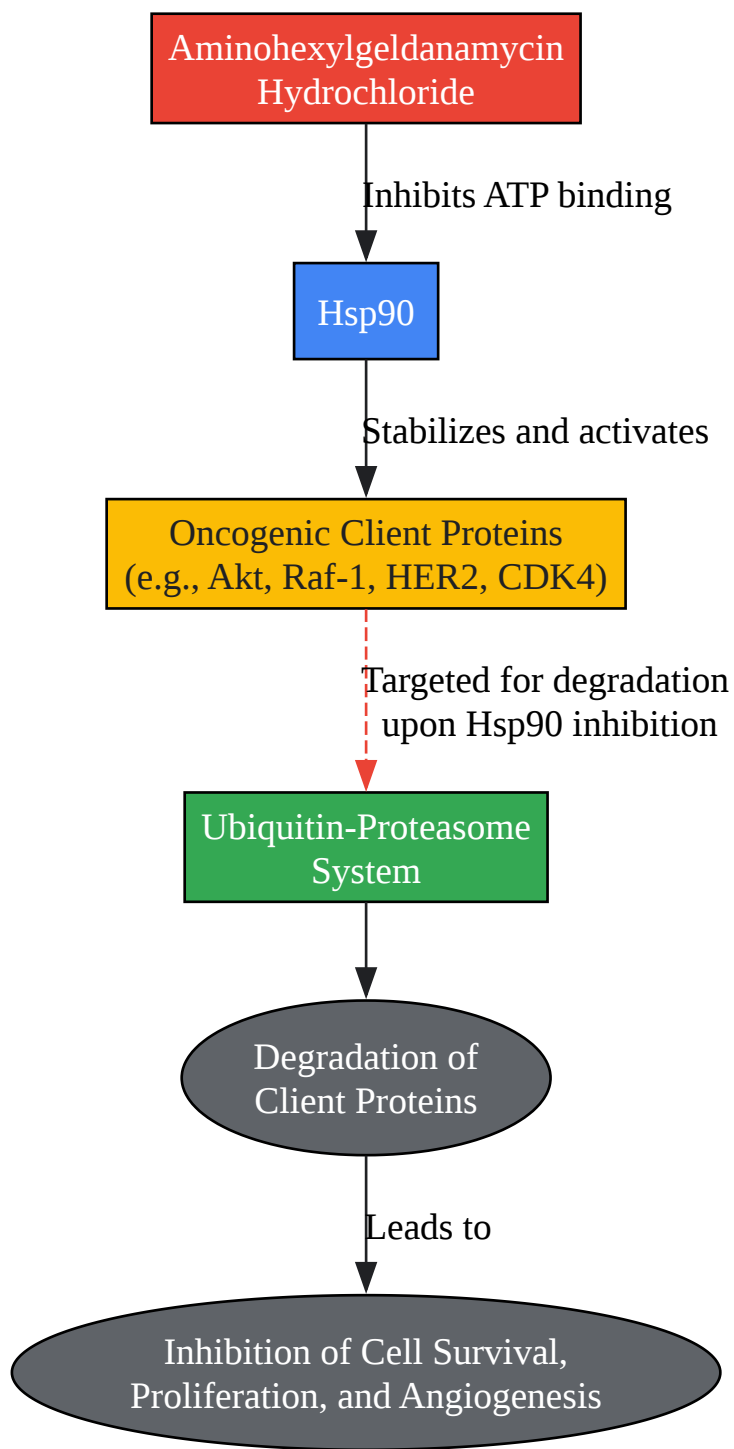 Aminohexylgeldanamycin
Hydrochloride
Inhibits ATP binding
Hsp90
Stabilizes and activates
Oncogenic Client Proteins
(e.g., Akt, Raf-1, HER2, CDK4)
Targeted for degradation
upon Hsp90 inhibition
Ubiquitin-Proteasome
System
Degradation of
Client Proteins
Leads to
Inhibition of Cell Survival,
Proliferation, and Angiogenesis